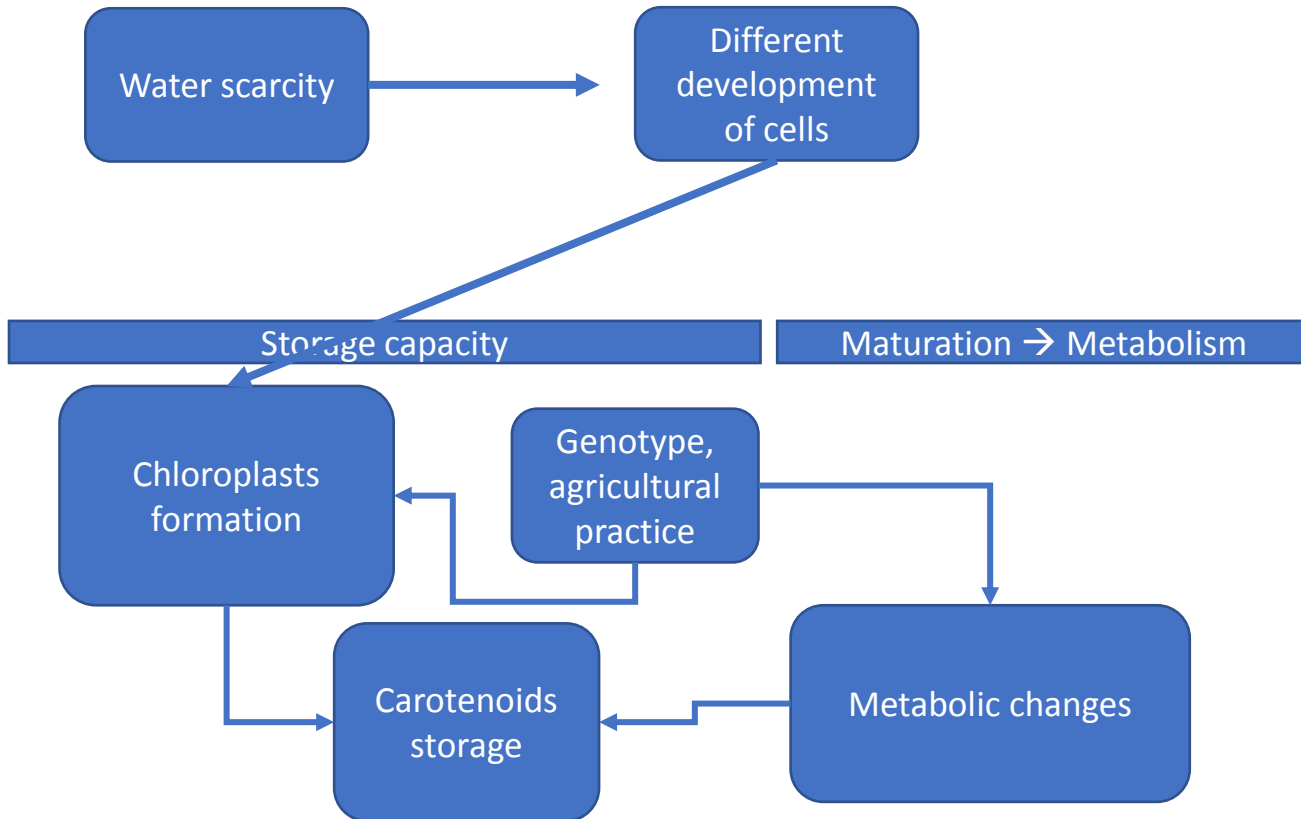 Water scarcity
Different
development
of cells
Storage capacity
Maturation → Metabolism
Chloroplasts
formation
Genotype,
agricultural
practice
Carotenoids
storage
Metabolic changes